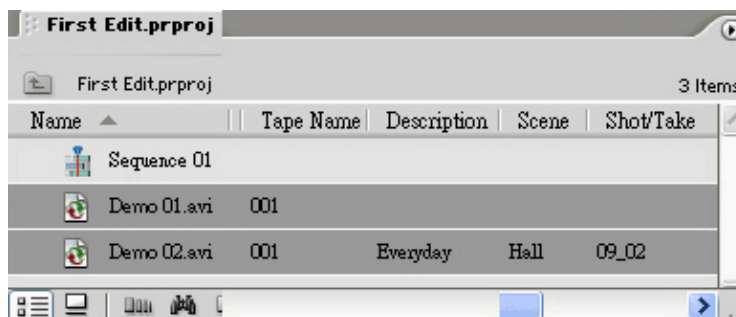 First Edit.prproj
First Edit.prproj 3 Items
Name Tape Name Description Scene Shot/Take
Sequence 01
Demo 01.avi 001
Demo 02.avi 001 Everyday Hall 09_02